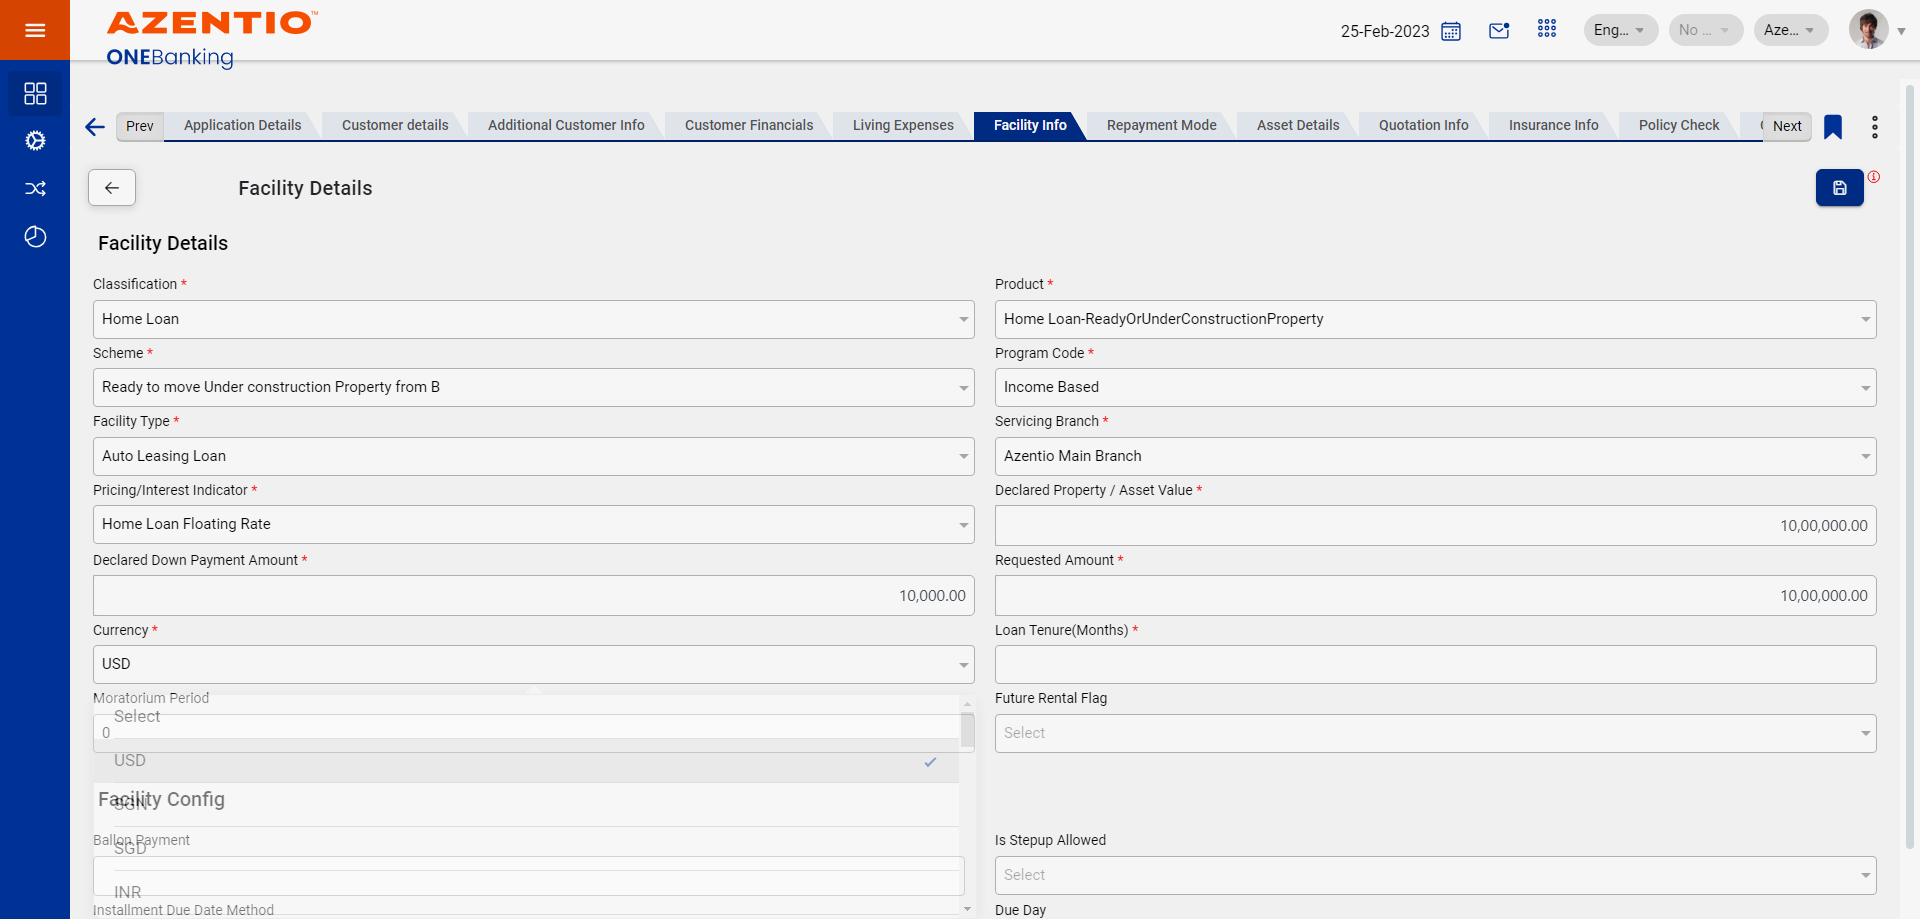 AZENTIO™
ONEBanking
25-Feb-2023
Eng...
No ...
Aze...
Prev
Application Details
Customer details
Additional Customer Info
Customer Financials
Living Expenses
Facility Info
Repayment Mode
Asset Details
Quotation Info
Insurance Info
Policy Check
Next
Facility Details
Facility Details
Classification *
Product *
Home Loan
Home Loan-ReadyOrUnderConstructionProperty
Scheme *
Program Code *
Ready to move Under construction Property from B
Income Based
Facility Type *
Servicing Branch *
Auto Leasing Loan
Azentio Main Branch
Pricing/Interest Indicator *
Declared Property / Asset Value *
Home Loan Floating Rate
10,00,000.00
Declared Down Payment Amount *
Requested Amount *
10,000.00
10,00,000.00
Currency *
Loan Tenure(Months) *
USD
Moratorium Period
Future Rental Flag
Select
0
Select
USD
Facility Config
SGN
Ballon Payment
Is Stepup Allowed
SGD
Select
INR
Installment Due Date Method
Due Day